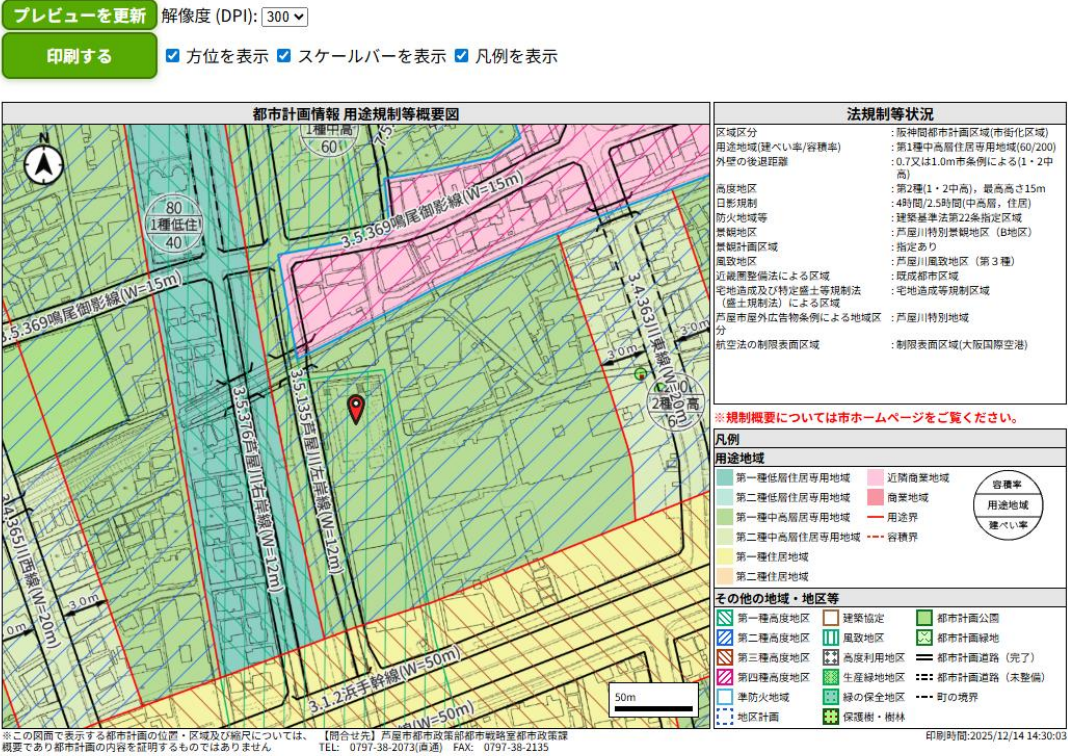 プレビューを更新 解像度 (DPI): 300
印刷する 方位を表示 スケールバーを表示 凡例を表示
都市計画情報 用途規制等概要図
N
1種中高
60
7.5
80
1種低住
40
3.5.369鳴尾御影線(W=15m)
3.5.369鳴尾御影線(W=15m)
3.4.363川東線(W=20m)
30m
30m
2種 高
60
3.5.376芦屋川右岸線(W=12m)
3.5.135芦屋川左岸線(W=12m)
3.4.365川西線(W=20m)
30m
0m
3.1.2浜手幹線(W=50m)
(W=50m)
50m
法規制等状況
区域区分 : 阪神間都市計画区域(市街化区域)
用途地域(建ぺい率/容積率) : 第1種中高層住居専用地域(60/200)
外壁の後退距離 : 0.7又は1.0m市条例による(1・2中
高)
高度地区 : 第2種(1・2中高)，最高高さ15m
日影規制 : 4時間/2.5時間(中高層，住居)
防火地域等 : 建築基準法第22条指定区域
景観地区 : 芦屋川特別景観地区（B地区）
景観計画区域 : 指定あり
風致地区 : 芦屋川風致地区（第３種）
近畿圏整備法による区域 : 既成都市区域
宅地造成及び特定盛土等規制法 : 宅地造成等規制区域
（盛土規制法）による区域
芦屋市屋外広告物条例による地域区 : 芦屋川特別地域
分
航空法の制限表面区域 : 制限表面区域(大阪国際空港)
※規制概要については市ホームページをご覧ください。
凡例
用途地域
第一種低層住居専用地域 近隣商業地域
第二種低層住居専用地域 商業地域
第一種中高層住居専用地域 用途界
第二種中高層住居専用地域 容積界
第一種住居地域
第二種住居地域
容積率
用途地域
建ぺい率
その他の地域・地区等
第一種高度地区 建築協定 都市計画公園
第二種高度地区 風致地区 都市計画緑地
第三種高度地区 高度利用地区 都市計画道路（完了）
第四種高度地区 生産緑地地区 都市計画道路（未整備）
準防火地域 緑の保全地区 町の境界
地区計画 保護樹・樹林
※この図面で表示する都市計画の位置・区域及び縮尺については、 【問合せ先】芦屋市都市政策部都市戦略室都市政策課
概要であり都市計画の内容を証明するものではありません TEL: 0797-38-2073(直通) FAX: 0797-38-2135
印刷時間:2025/12/14 14:30:03